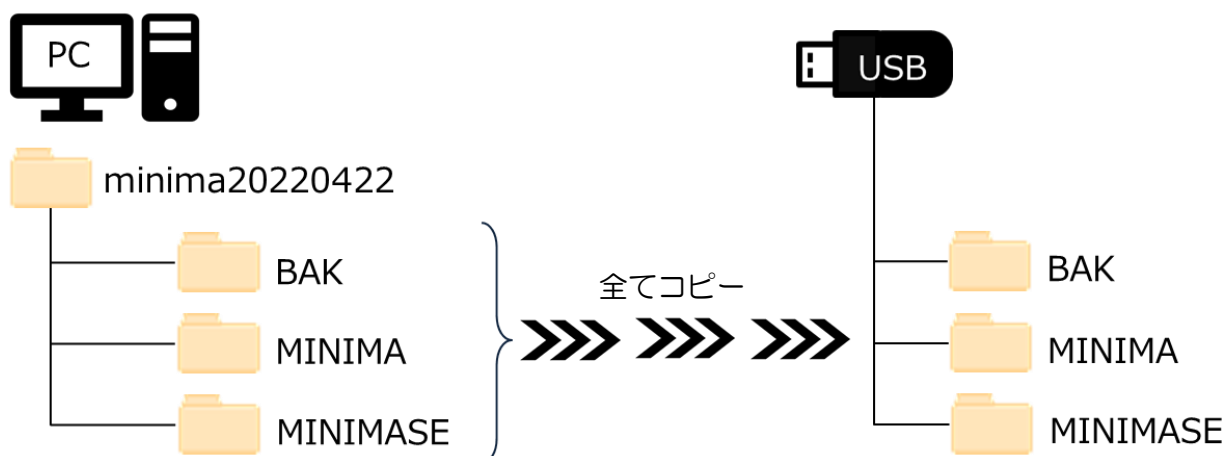 PC
USB
minima20220422
BAK
MINIMA
MINIMASE
全てコピー
BAK
MINIMA
MINIMASE